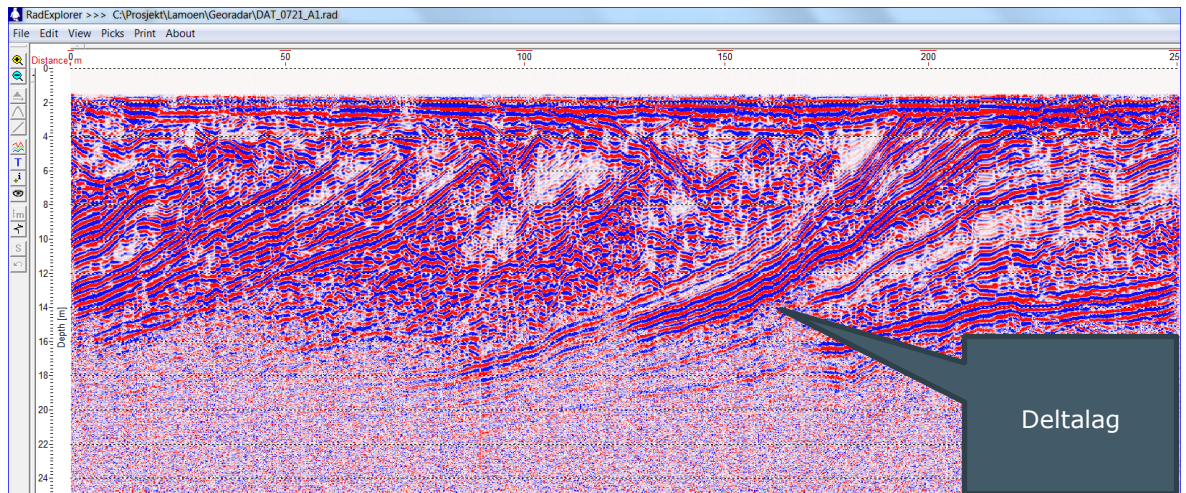 RadExplorer >>> C:\Prosjekt\Lamoen\Georadar\DAT_0721_A1.rad
File Edit View Picks Print About
Distance, m
0 50 100 150 200 25
0
2
4
6
8
10
12
14
16
18
20
22
24
Depth [m]
T
i
m
S
Deltalag